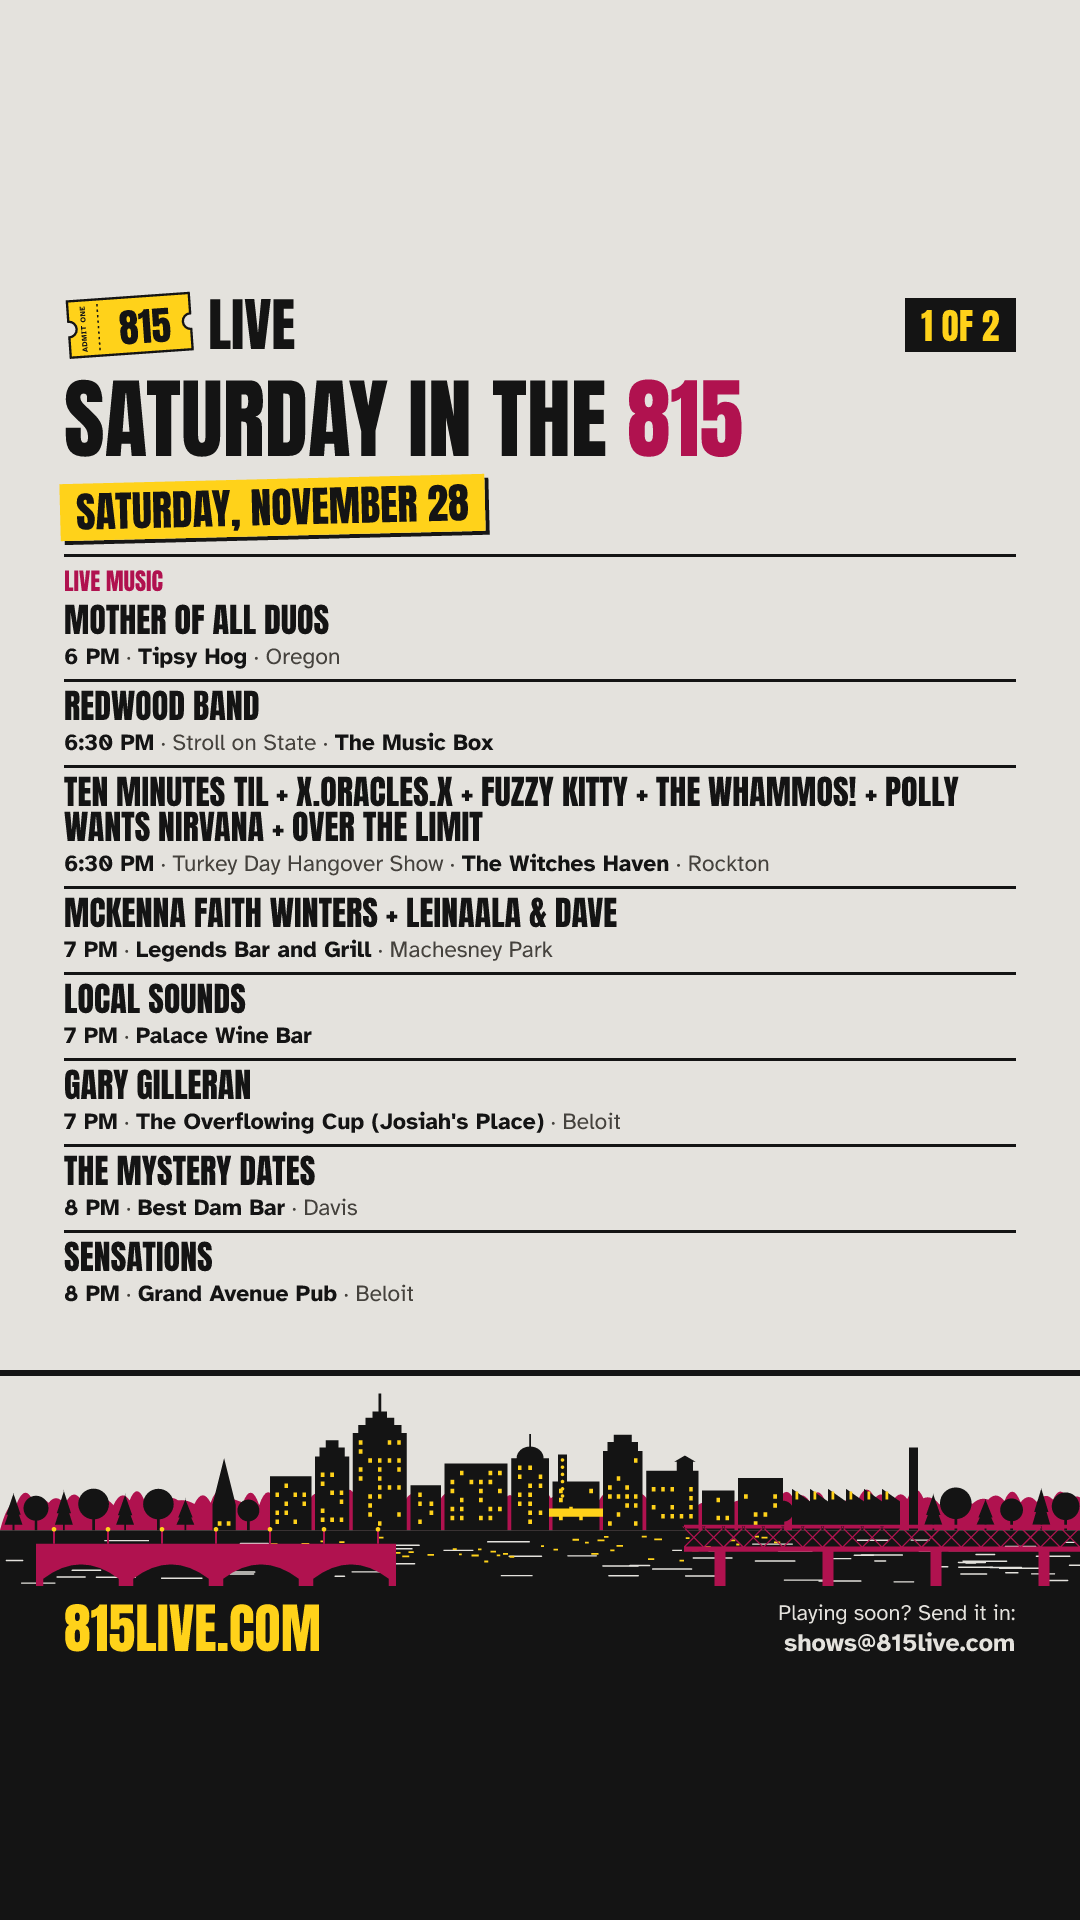 ADMIT ONE
815 LIVE
1 OF 2
SATURDAY IN THE 815
SATURDAY, NOVEMBER 28
LIVE MUSIC
MOTHER OF ALL DUOS
6 PM · Tipsy Hog · Oregon
REDWOOD BAND
6:30 PM · Stroll on State · The Music Box
TEN MINUTES TIL + X.ORACLES.X + FUZZY KITTY + THE WHAMMOS! + POLLY
WANTS NIRVANA + OVER THE LIMIT
6:30 PM · Turkey Day Hangover Show · The Witches Haven · Rockton
MCKENNA FAITH WINTERS + LEINAALA & DAVE
7 PM · Legends Bar and Grill · Machesney Park
LOCAL SOUNDS
7 PM · Palace Wine Bar
GARY GILLERAN
7 PM · The Overflowing Cup (Josiah's Place) · Beloit
THE MYSTERY DATES
8 PM · Best Dam Bar · Davis
SENSATIONS
8 PM · Grand Avenue Pub · Beloit
815LIVE.COM
Playing soon? Send it in:
shows@815live.com